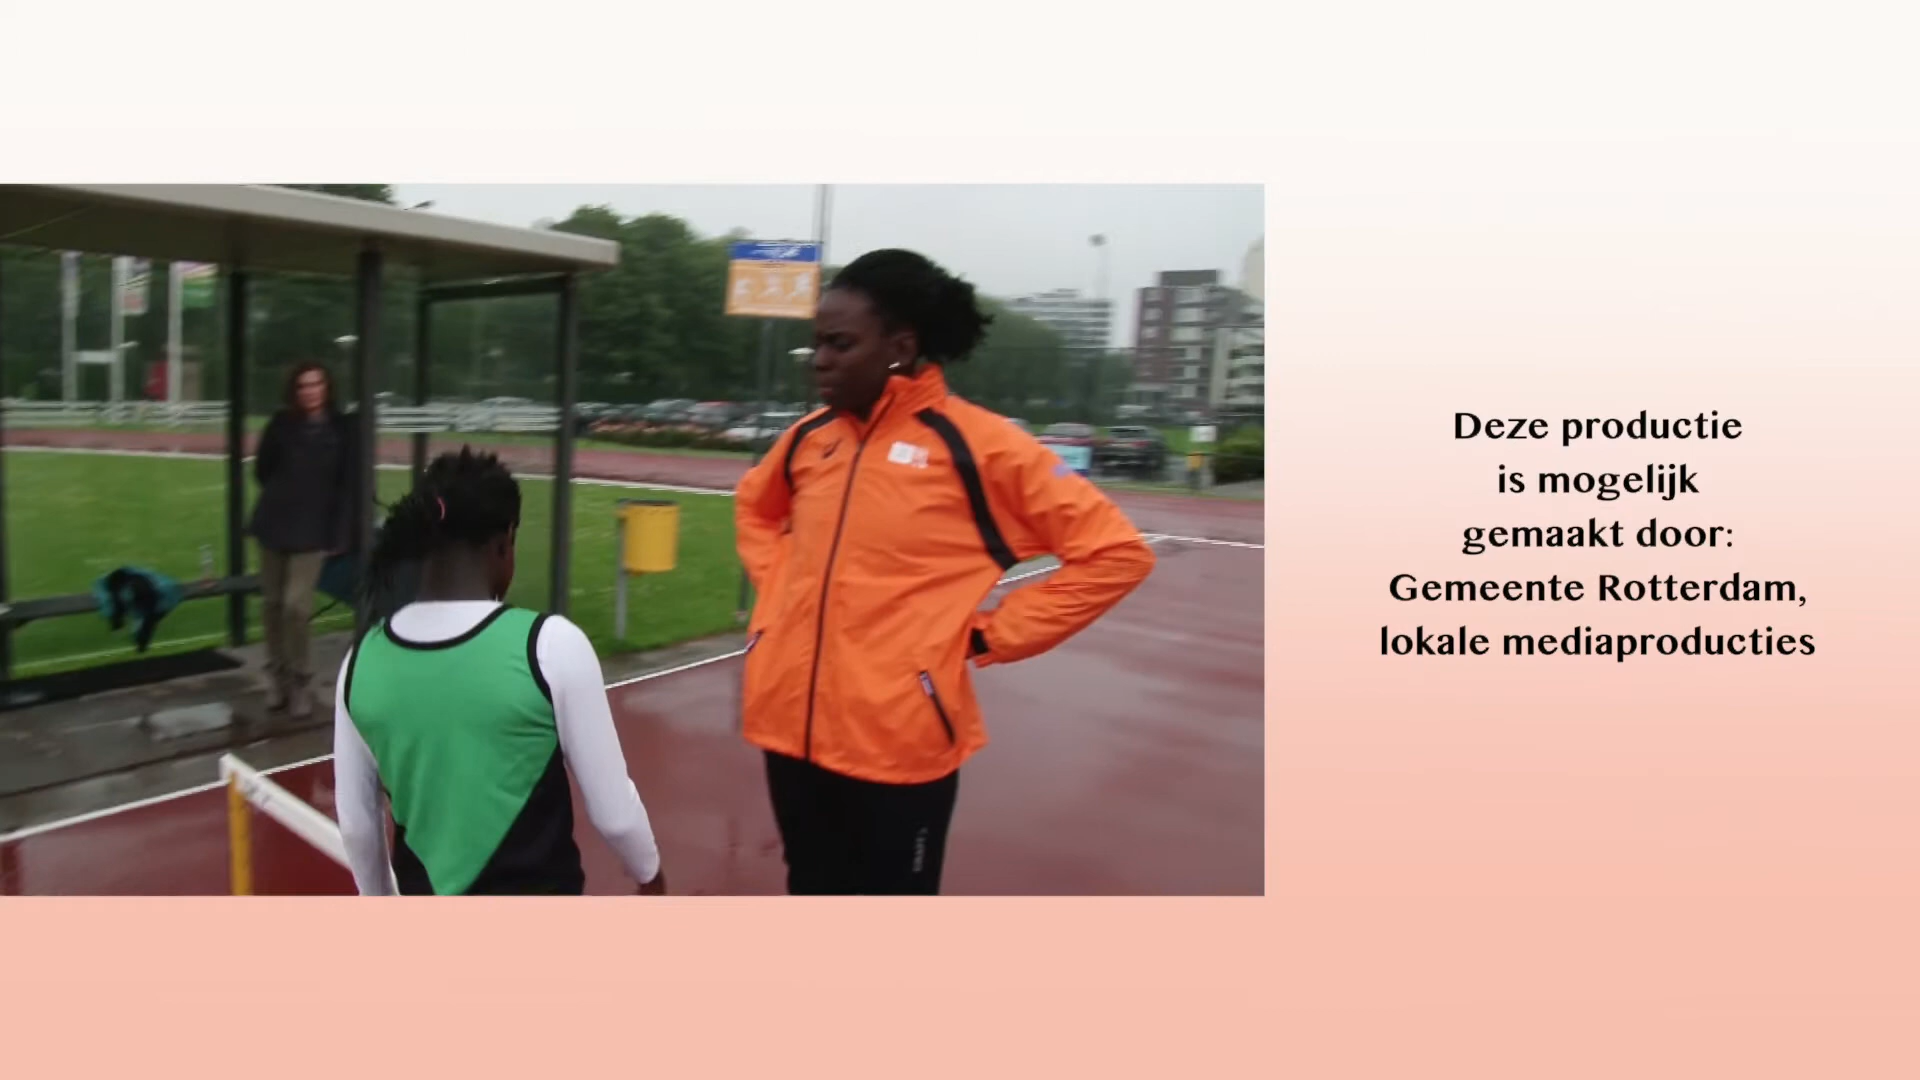 Deze productie
is mogelijk
gemaakt door:
Gemeente Rotterdam,
lokale mediaproducties